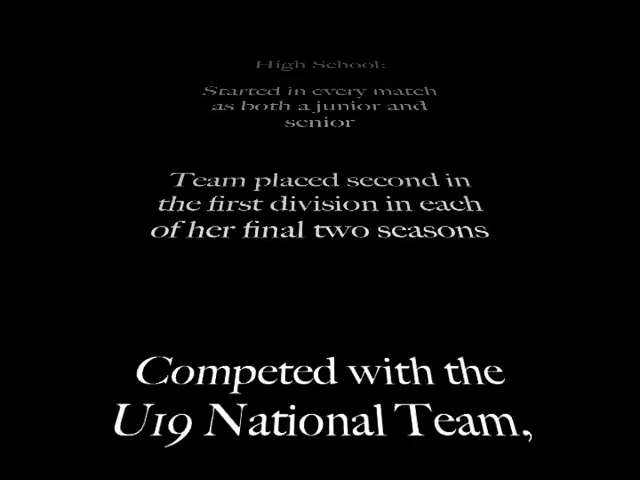 High School:
Started in every match
as both a junior and
senior
Team placed second in
the first division in each
of her final two seasons
Competed with the
U19 National Team,